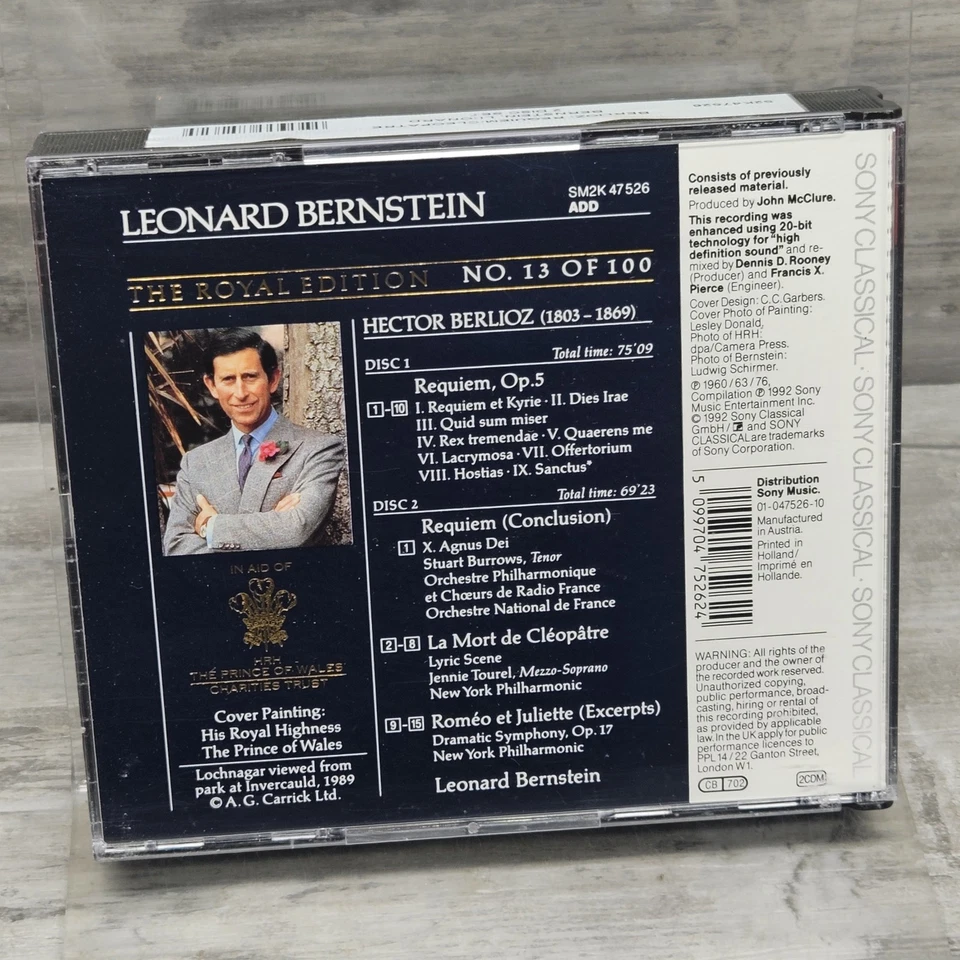 S2K47526
LEONARD BERNSTEIN
SM2K 47526
ADD
THE ROYAL EDITION NO. 13 OF 100
HECTOR BERLIOZ (1803 – 1869)
DISC 1 Total time: 75'09
Requiem, Op.5
1-10 I. Requiem et Kyrie · II. Dies Irae
III. Quid sum miser
IV. Rex tremendae · V. Quaerens me
VI. Lacrymosa · VII. Offertorium
VIII. Hostias · IX. Sanctus*
DISC 2 Total time: 69'23
Requiem (Conclusion)
1 X. Agnus Dei
Stuart Burrows, Tenor
Orchestre Philharmonique
et Chœurs de Radio France
Orchestre National de France
2-8 La Mort de Cléopâtre
Lyric Scene
Jennie Tourel, Mezzo-Soprano
New York Philharmonic
9-15 Roméo et Juliette (Excerpts)
Dramatic Symphony, Op. 17
New York Philharmonic
Leonard Bernstein
IN AID OF
HRH
THE PRINCE OF WALES'
CHARITIES TRUST
Cover Painting:
His Royal Highness
The Prince of Wales
Lochnagar viewed from
park at Invercauld, 1989
© A. G. Carrick Ltd.
Consists of previously
released material.
Produced by John McClure.
This recording was
enhanced using 20-bit
technology for "high
definition sound" and re-
mixed by Dennis D. Rooney
(Producer) and Francis X.
Pierce (Engineer).
Cover Design: C.C.Garbers.
Cover Photo of Painting:
Lesley Donald,
Photo of HRH:
dpa/Camera Press.
Photo of Bernstein:
Ludwig Schirmer.
℗ 1960 / 63 / 76,
Compilation ℗ 1992 Sony
Music Entertainment Inc.
© 1992 Sony Classical
GmbH / and SONY
CLASSICAL are trademarks
of Sony Corporation.
5 099704 752624
Distribution
Sony Music.
01-047526-10
Manufactured
in Austria.
Printed in
Holland /
Imprimé en
Hollande.
WARNING: All rights of the
producer and the owner of
the recorded work reserved.
Unauthorized copying,
public performance, broad-
casting, hiring or rental of
this recording prohibited,
as provided by applicable
law. In the UK apply for public
performance licences to
PPL 14 / 22 Ganton Street,
London W1.
CB 702
2CDM
SONY CLASSICAL · SONY CLASSICAL · SONY CLASSICAL · SONY CLASSICAL